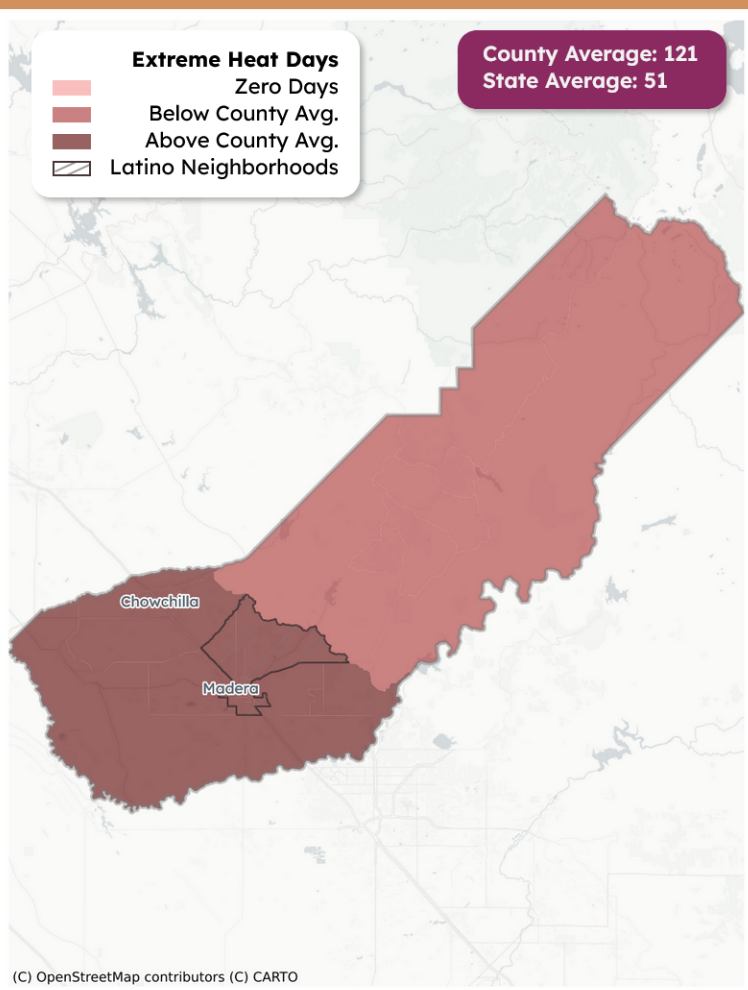 Extreme Heat Days
Zero Days
Below County Avg.
Above County Avg.
Latino Neighborhoods
County Average: 121
State Average: 51
Chowchilla
Madera
(C) OpenStreetMap contributors (C) CARTO